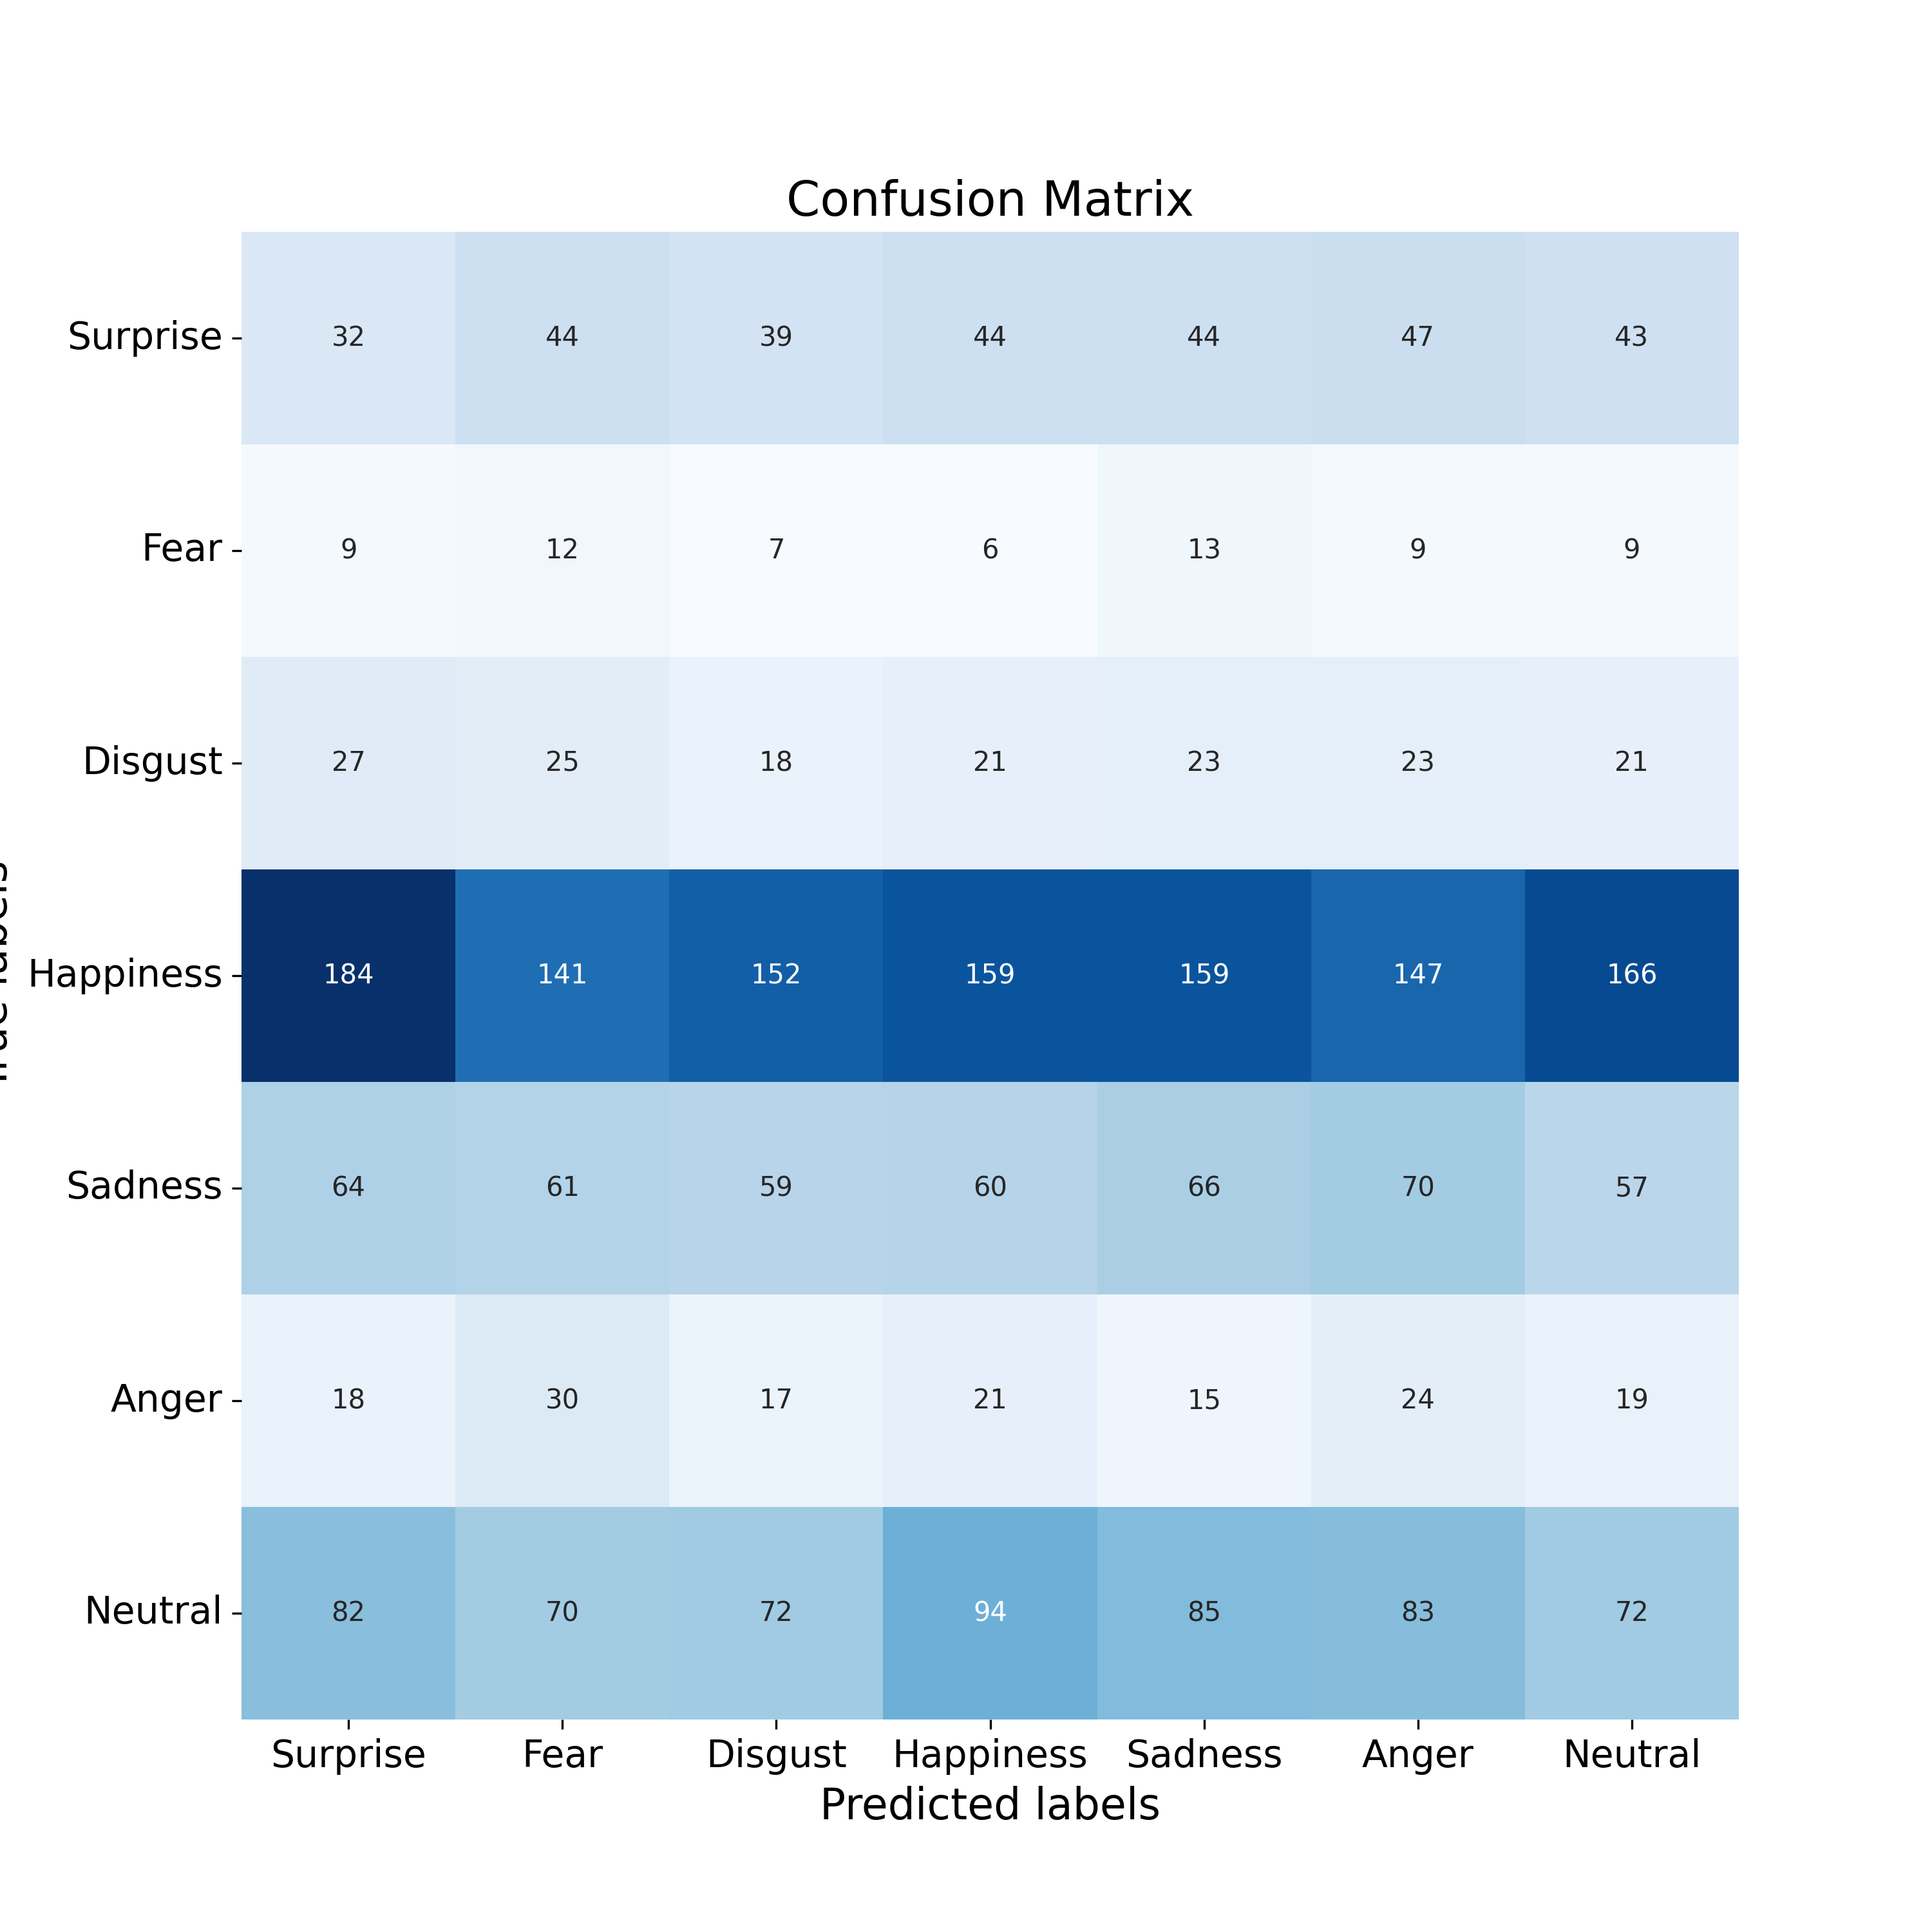 Confusion Matrix
Surprise 32 44 39 44 44 47 43
Fear 9 12 7 6 13 9 9
Disgust 27 25 18 21 23 23 21
Happiness 184 141 152 159 159 147 166
Sadness 64 61 59 60 66 70 57
Anger 18 30 17 21 15 24 19
Neutral 82 70 72 94 85 83 72
Surprise Fear Disgust Happiness Sadness Anger Neutral
Predicted labels